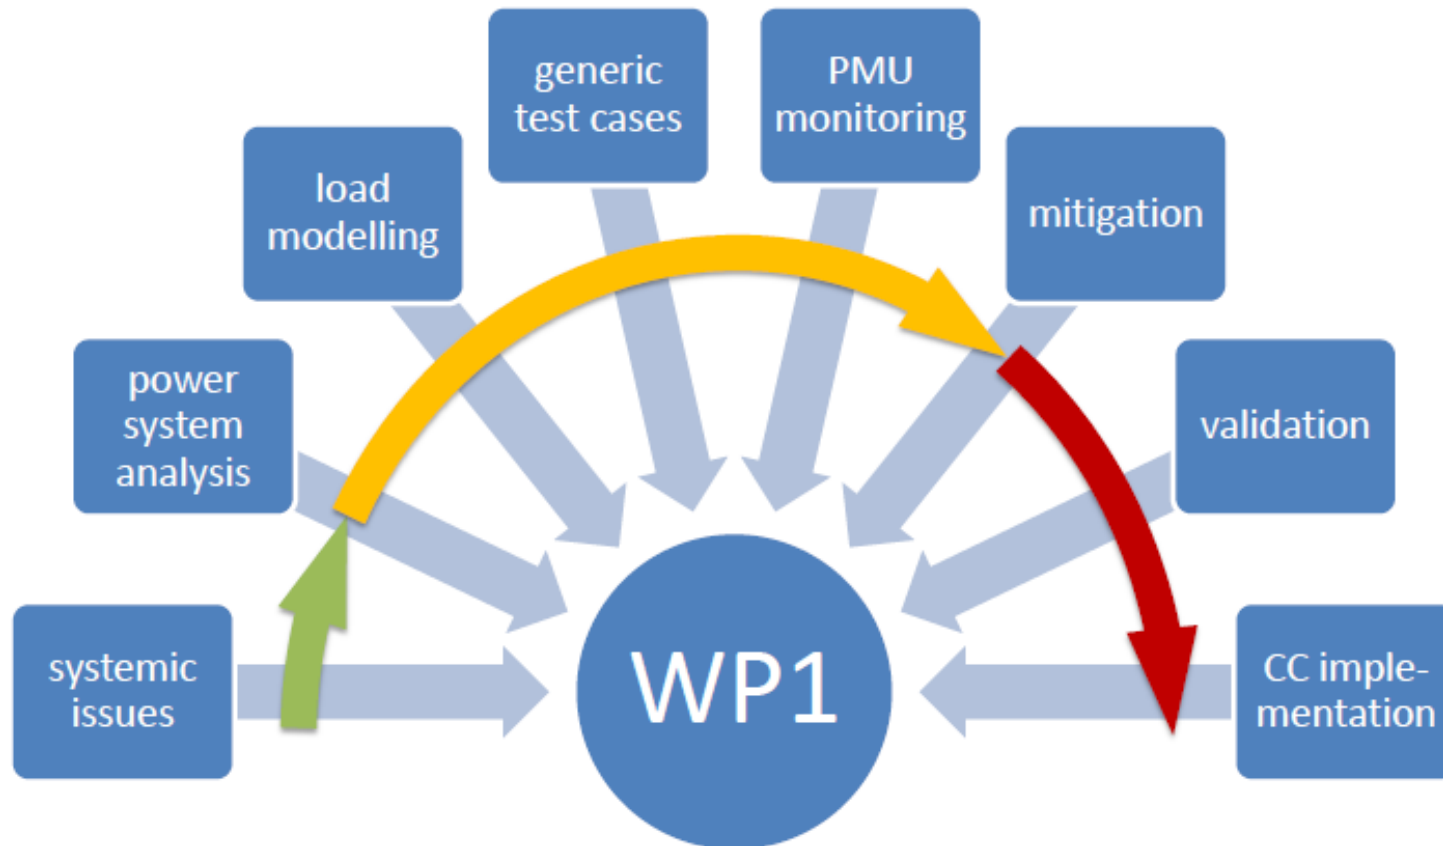 generic
test cases
PMU
monitoring
load
modelling
mitigation
power
system
analysis
validation
systemic
issues
WP1
CC imple-
mentation